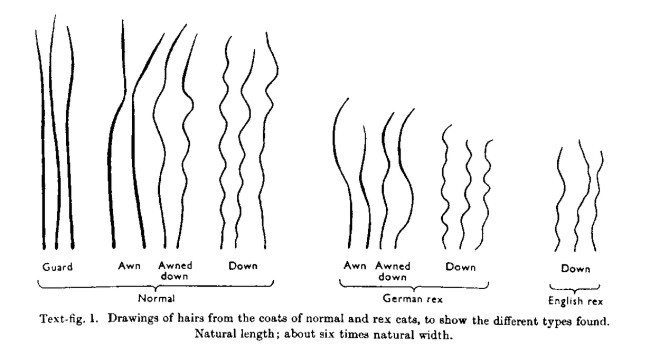 Guard Awn Awned down Down
Normal
Awn Awned down Down
German rex
Down
English rex
Text-fig. 1. Drawings of hairs from the coats of normal and rex cats, to show the different types found.
Natural length; about six times natural width.